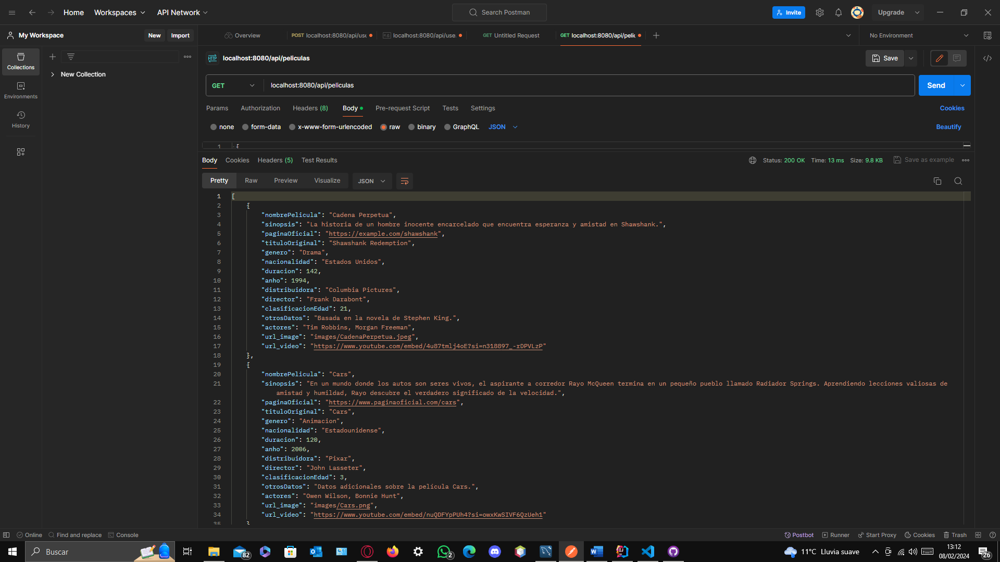 Home
Workspaces
API Network
Search Postman
Invite
Upgrade
My Workspace
New
Import
Overview
POST localhost:8080/api/us
localhost:8080/api/use.
GET Untitled Request
GET localhost:8080/api/pelic
No Environment
Collections
Environments
History
New Collection
HTTP localhost:8080/api/peliculas
Save
GET
localhost:8080/api/peliculas
Send
Params
Authorization
Headers (8)
Body
Pre-request Script
Tests
Settings
Cookies
none
form-data
x-www-form-urlencoded
raw
binary
GraphQL
JSON
Beautify
1 {
Body
Cookies
Headers (5)
Test Results
Status: 200 OK
Time: 13 ms
Size: 9.8 KB
Save as example
Pretty
Raw
Preview
Visualize
JSON
1 [
2 {
3 "nombrePelicula": "Cadena Perpetua",
4 "sinopsis": "La historia de un hombre inocente encarcelado que encuentra esperanza y amistad en Shawshank.",
5 "paginaOficial": "https://example.com/shawshank",
6 "tituloOriginal": "Shawshank Redemption",
7 "genero": "Drama",
8 "nacionalidad": "Estados Unidos",
9 "duracion": 142,
10 "anho": 1994,
11 "distribuidora": "Columbia Pictures",
12 "director": "Frank Darabont",
13 "clasificacionEdad": 21,
14 "otrosDatos": "Basada en la novela de Stephen King.",
15 "actores": "Tim Robbins, Morgan Freeman",
16 "url_image": "images/CadenaPerpetua.jpeg",
17 "url_video": "https://www.youtube.com/embed/4u87tmlj4oE?si=n318897_-rDPVLzP"
18 },
19 {
20 "nombrePelicula": "Cars",
21 "sinopsis": "En un mundo donde los autos son seres vivos, el aspirante a corredor Rayo McQueen termina en un pequeño pueblo llamado Radiador Springs. Aprendiendo lecciones valiosas de
amistad y humildad, Rayo descubre el verdadero significado de la velocidad.",
22 "paginaOficial": "https://www.paginaoficial.com/cars",
23 "tituloOriginal": "Cars",
24 "genero": "Animacion",
25 "nacionalidad": "Estadounidense",
26 "duracion": 120,
27 "anho": 2006,
28 "distribuidora": "Pixar",
29 "director": "John Lasseter",
30 "clasificacionEdad": 3,
31 "otrosDatos": "Datos adicionales sobre la película Cars.",
32 "actores": "Owen Wilson, Bonnie Hunt",
33 "url_image": "images/Cars.png",
34 "url_video": "https://www.youtube.com/embed/nuQDFYpPUh4?si=owxKwSIVF6QzUeh1"
35 }
Online
Find and replace
Console
Postbot
Runner
Start Proxy
Cookies
Trash
Buscar
82
2
11°C Lluvia suave
13:12
08/02/2024
26